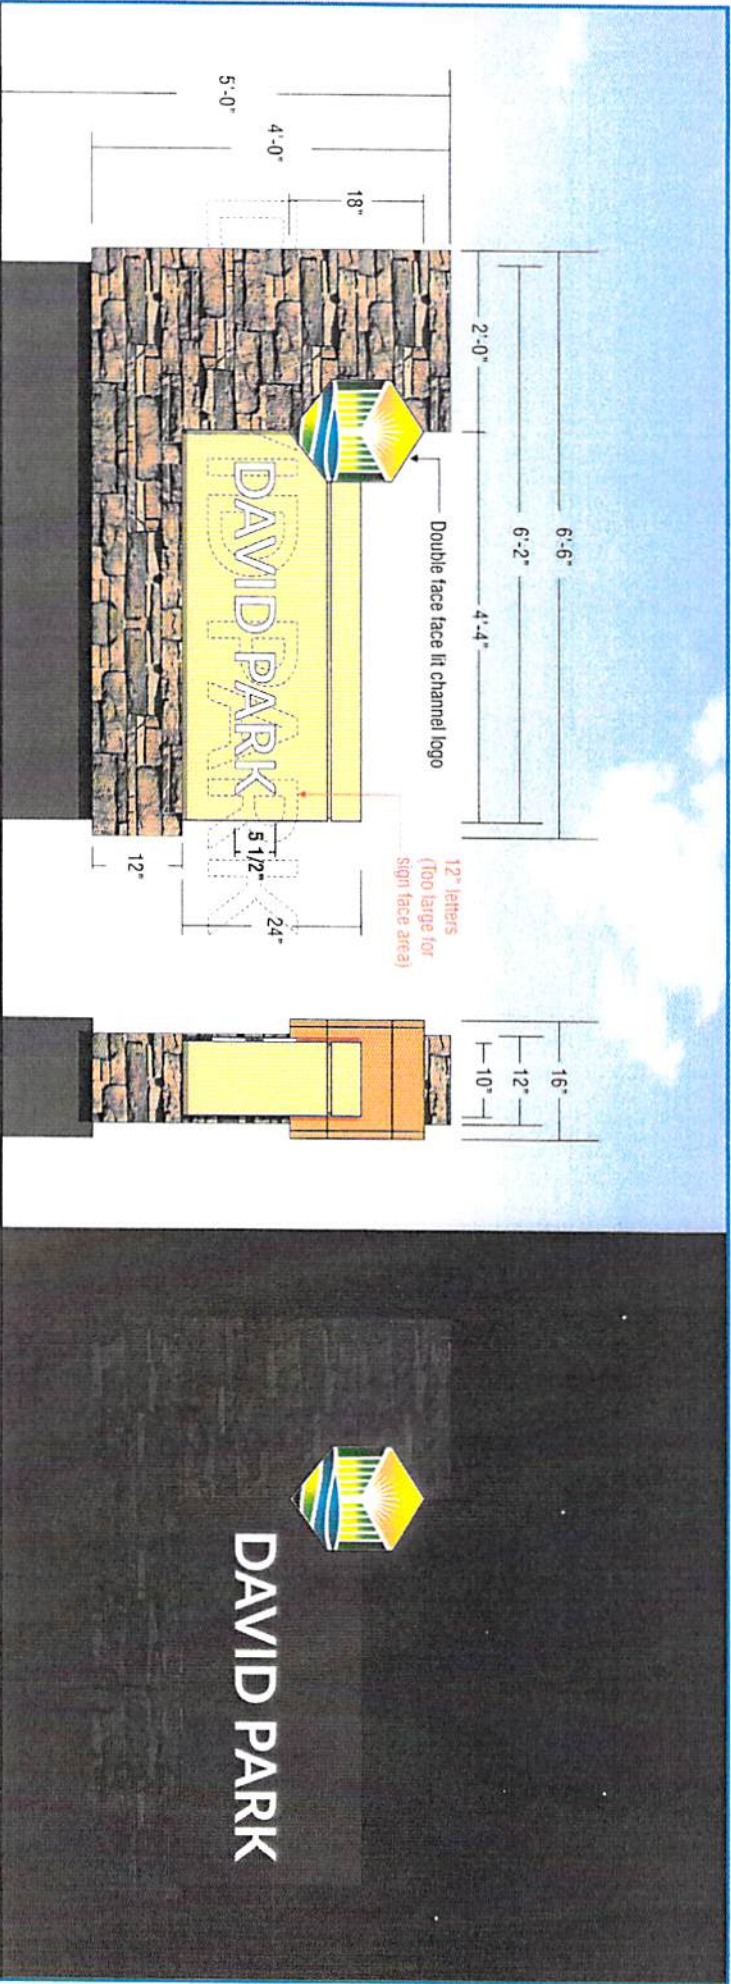 6'-6"
6'-2"
2'-0"
4'-4"
5'-0"
4'-0"
18"
Double face face lit channel logo
12" letters
(Too large for
sign face area)
DAVID PARK
DAVID PARK
5 1/2"
24"
12"
16"
12"
10"
DAVID PARK